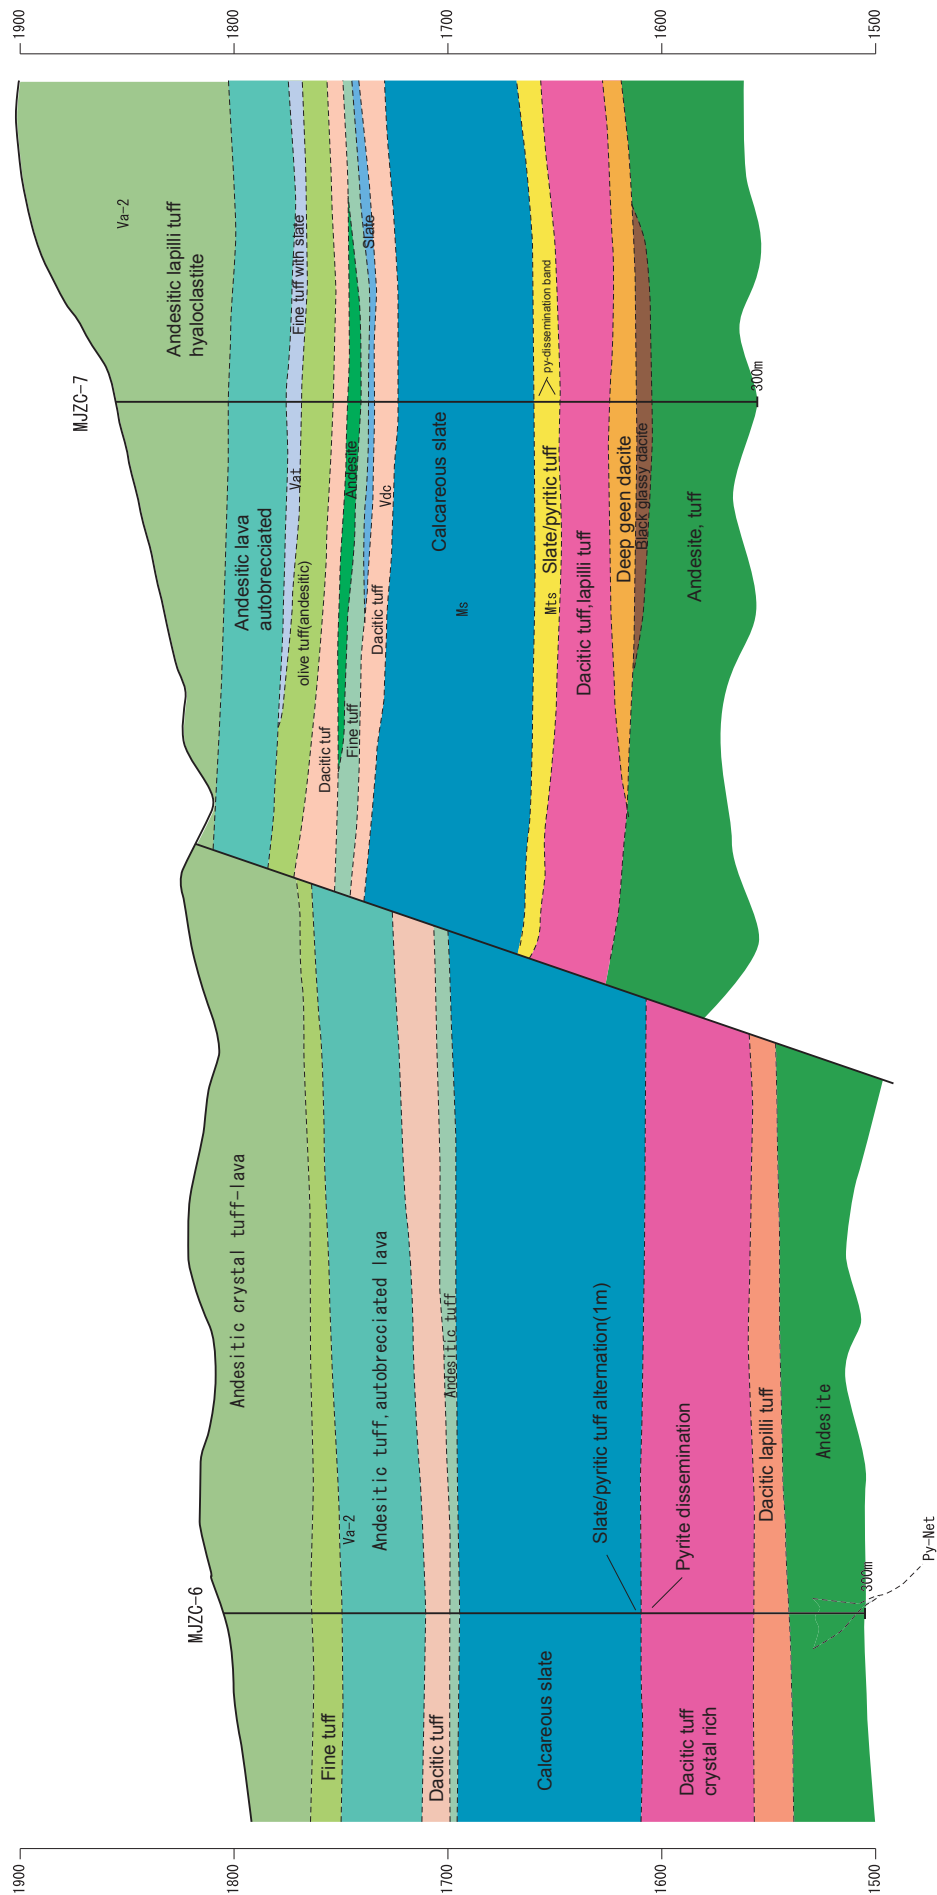 1900
1800
1700
1600
1500
1900
1800
1700
1600
1500
MJZC-6
MJZC-7
Va-2
Andesitic lapilli tuff
hyaloclastite
Andesitic crystal tuff-lava
Andesitic lava
autobrecciated
Fine tuff with slate
Vat
olive tuff(andesitic)
Dacitic tuf
Andesite
Fine tuff
Slate
Vdc
Dacitic tuff
Calcareous slate
Ms
py-dissemination band
Slate/pyritic tuff
Mts
Dacitic tuff,lapilli tuff
Deep geen dacite
Black glassy dacite
Andesite, tuff
300m
Fine tuff
Va-2
Andesitic tuff, autobrecciated lava
Dacitic tuff
Andesitic tuff
Calcareous slate
Slate/pyritic tuff alternation(1m)
Pyrite dissemination
Dacitic tuff
crystal rich
Dacitic lapilli tuff
Andesite
300m
Py-Net